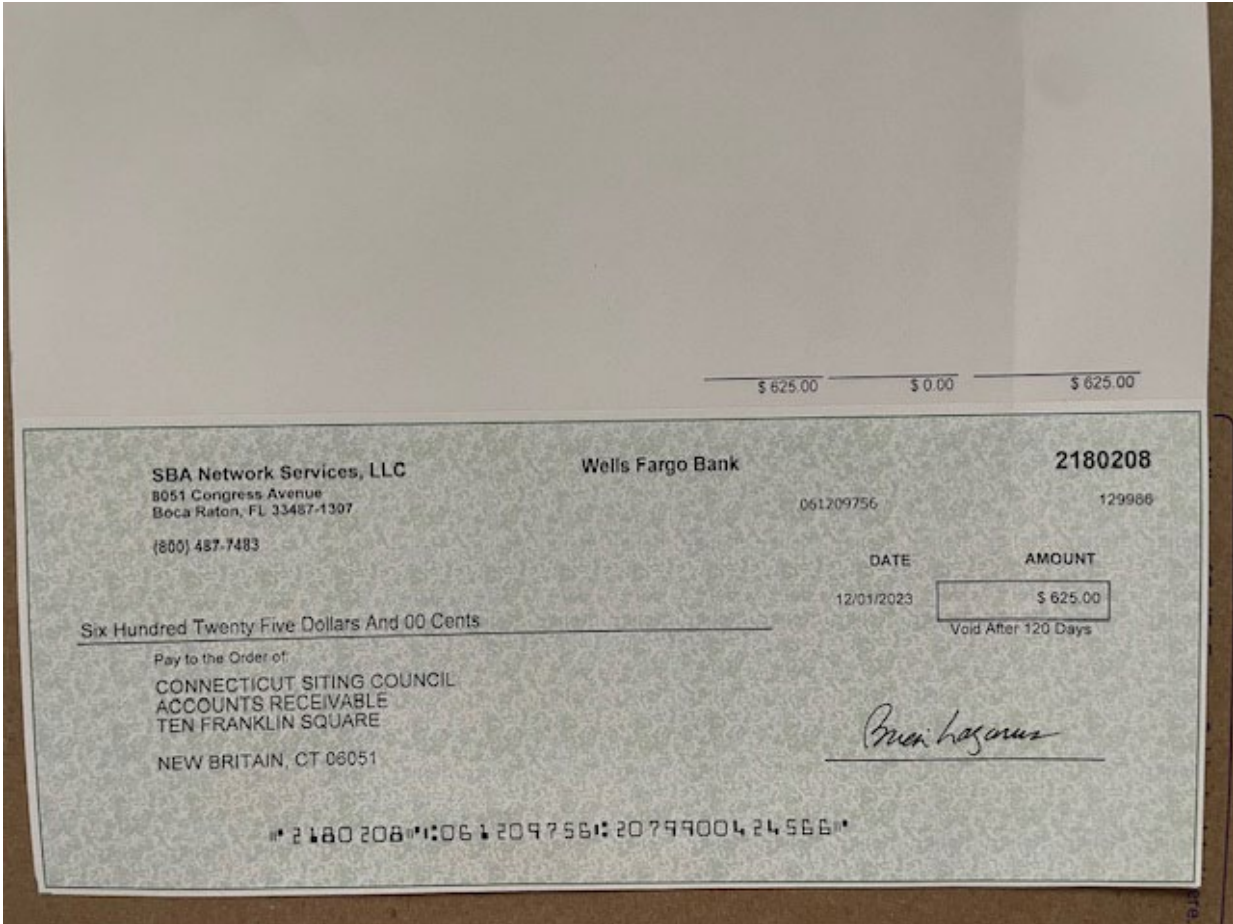 $ 625.00 $ 0.00 $ 625.00
SBA Network Services, LLC Wells Fargo Bank 2180208
8051 Congress Avenue
Boca Raton, FL 33487-1307
061209756 129986
(800) 487-7483
DATE AMOUNT
12/01/2023 $ 625.00
Six Hundred Twenty Five Dollars And 00 Cents
Void After 120 Days
Pay to the Order of:
CONNECTICUT SITING COUNCIL
ACCOUNTS RECEIVABLE
TEN FRANKLIN SQUARE
NEW BRITAIN, CT 06051
Lazarus
⑈2180208⑈⑆061209756⑆2079900424566⑈